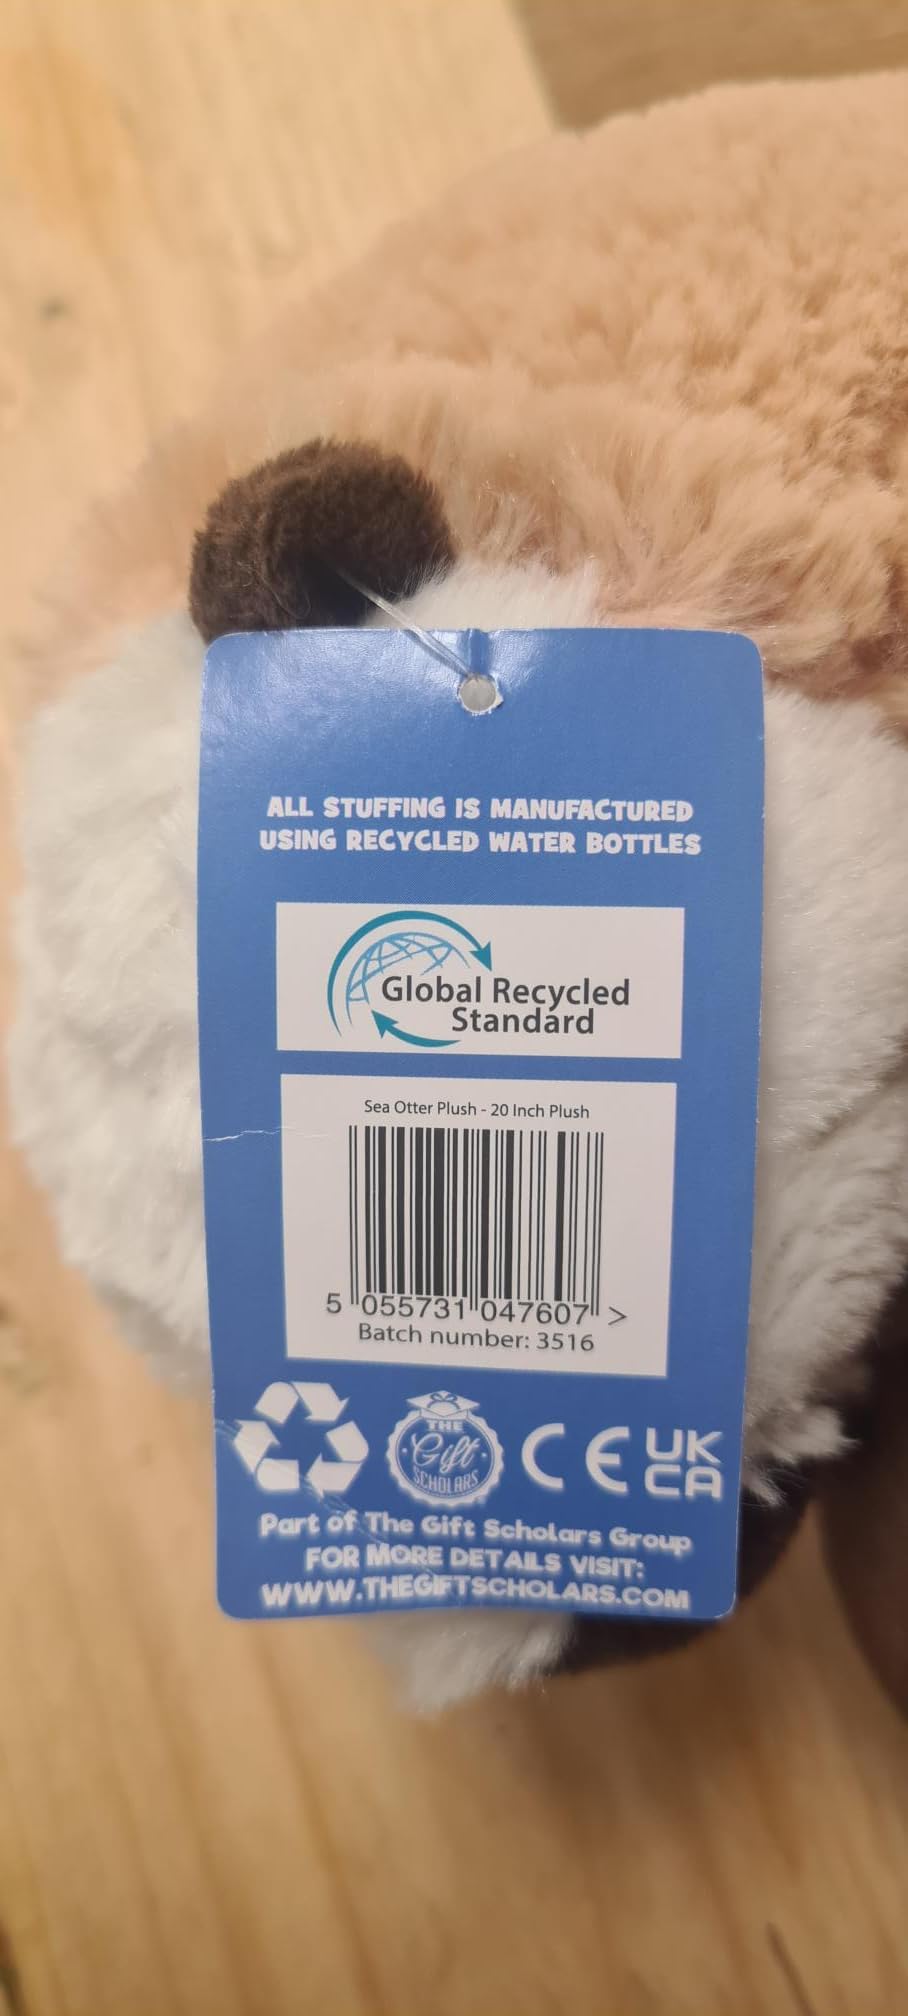 ALL STUFFING IS MANUFACTURED
USING RECYCLED WATER BOTTLES
Global Recycled
Standard
Sea Otter Plush - 20 Inch Plush
5 055731 047607 >
Batch number: 3516
THE
Gift
SCHOLARS
CE
UK
CA
Part of The Gift Scholars Group
FOR MORE DETAILS VISIT:
WWW.THEGIFTSCHOLARS.COM